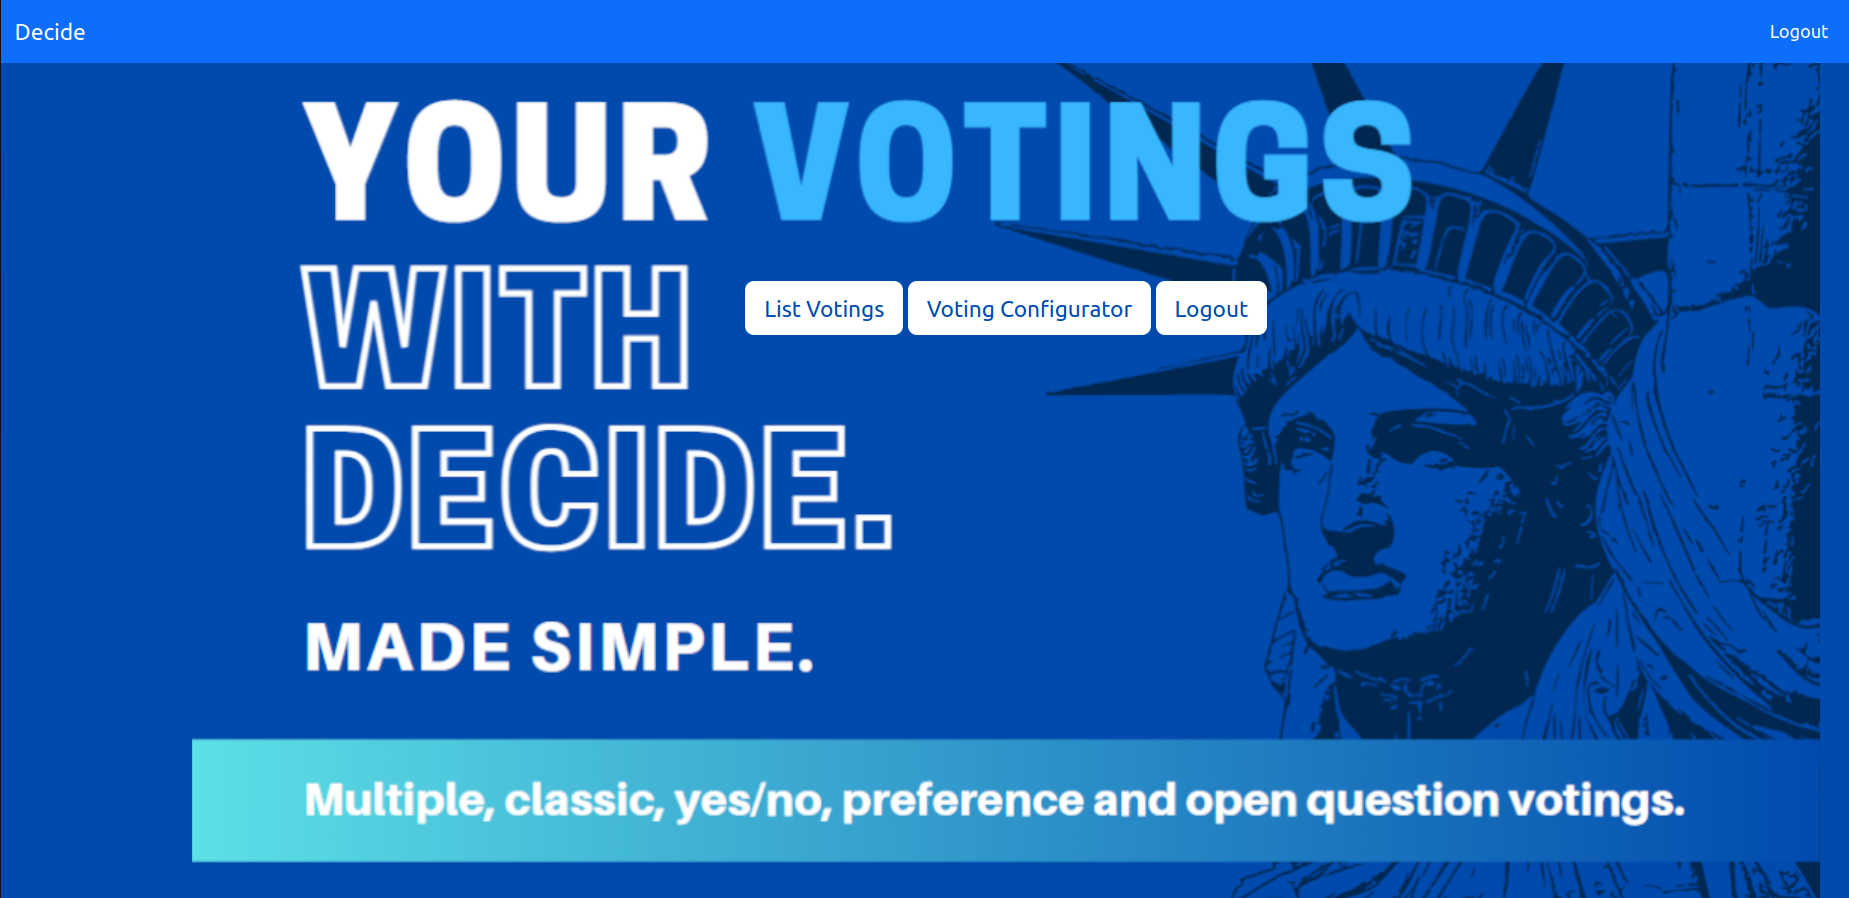 Decide
Logout
YOUR VOTINGS
WITH
List Votings
Voting Configurator
Logout
DECIDE.
MADE SIMPLE.
Multiple, classic, yes/no, preference and open question votings.